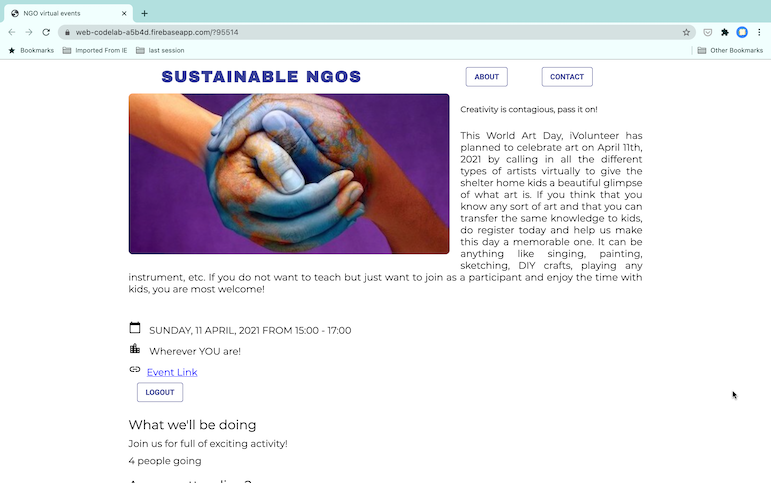 NGO virtual events
web-codelab-a5b4d.firebaseapp.com/?95514
Bookmarks
Imported From IE
last session
Other Bookmarks
SUSTAINABLE NGOS
ABOUT
CONTACT
Creativity is contagious, pass it on!
This World Art Day, iVolunteer has
planned to celebrate art on April 11th,
2021 by calling in all the different
types of artists virtually to give the
shelter home kids a beautiful glimpse
of what art is. If you think that you
know any sort of art and that you can
transfer the same knowledge to kids,
do register today and help us make
this day a memorable one. It can be
anything like singing, painting,
sketching, DIY crafts, playing any
instrument, etc. If you do not want to teach but just want to join as a participant and enjoy the time with
kids, you are most welcome!
SUNDAY, 11 APRIL, 2021 FROM 15:00 - 17:00
Wherever YOU are!
Event Link
LOGOUT
What we'll be doing
Join us for full of exciting activity!
4 people going